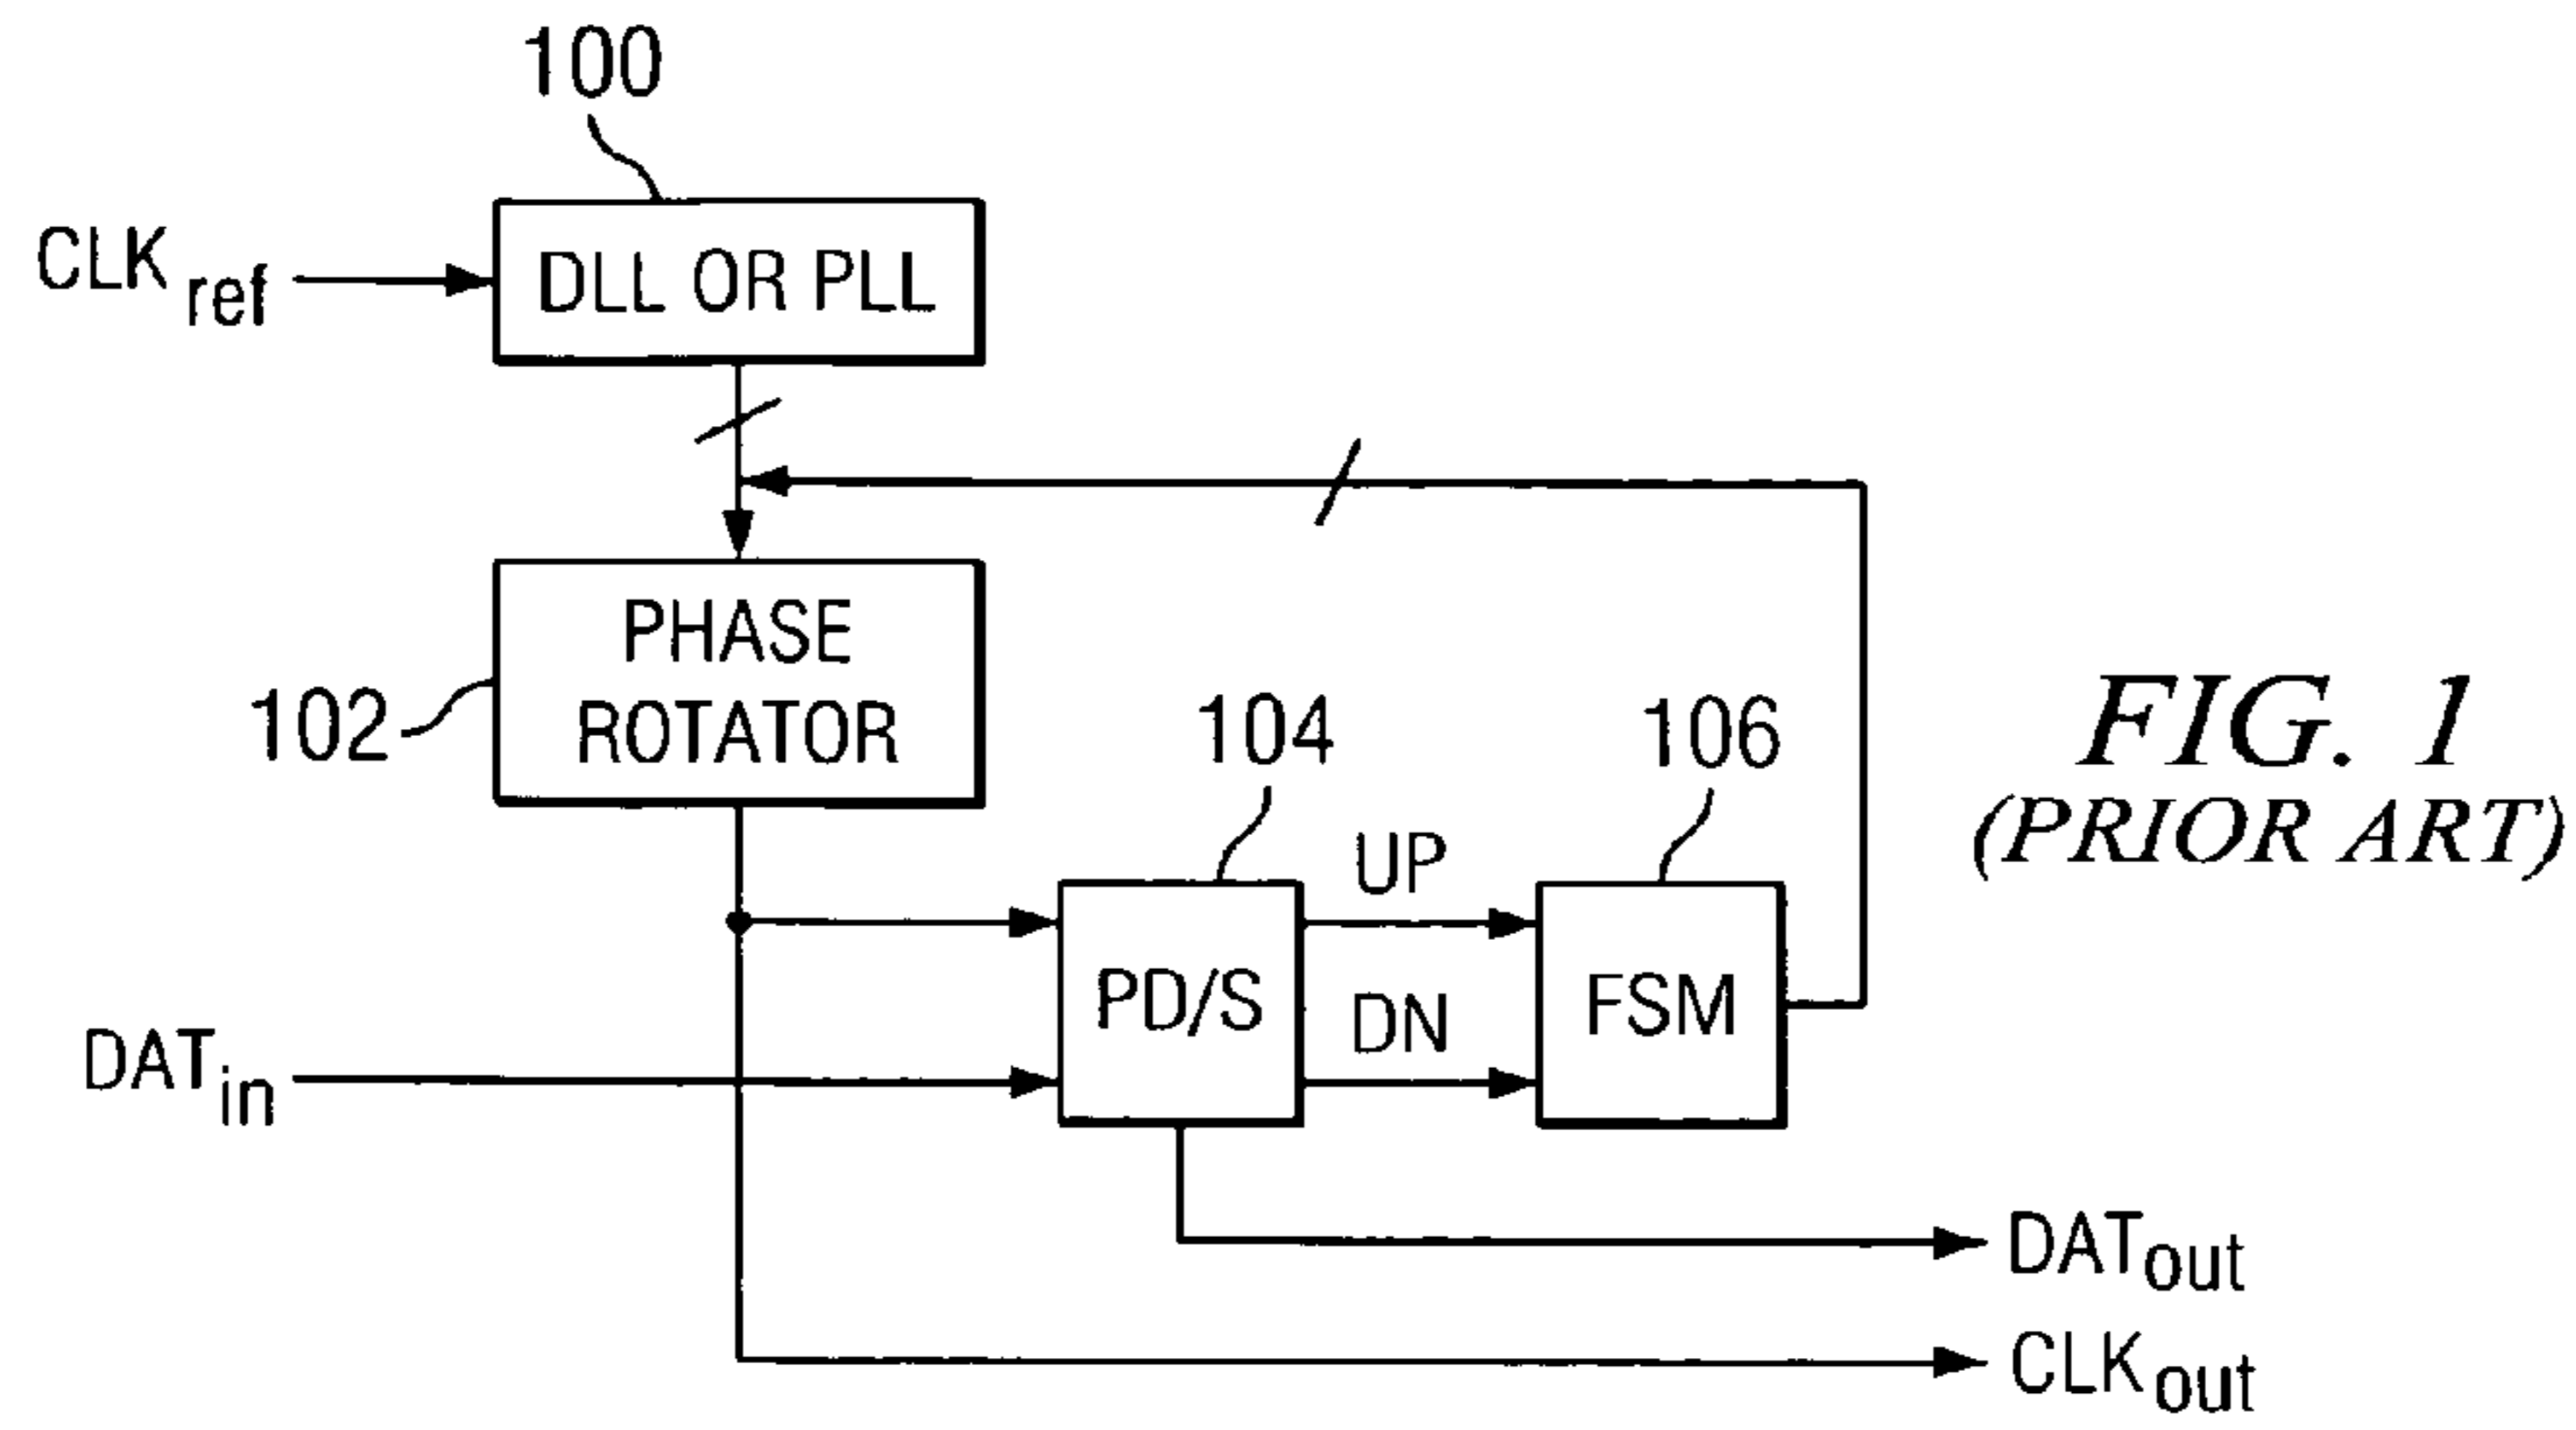 100
CLKref
DLL OR PLL
PHASE
ROTATOR
102
104
106
FIG. 1
(PRIOR ART)
UP
PD/S
FSM
DN
DATin
DATout
CLKout